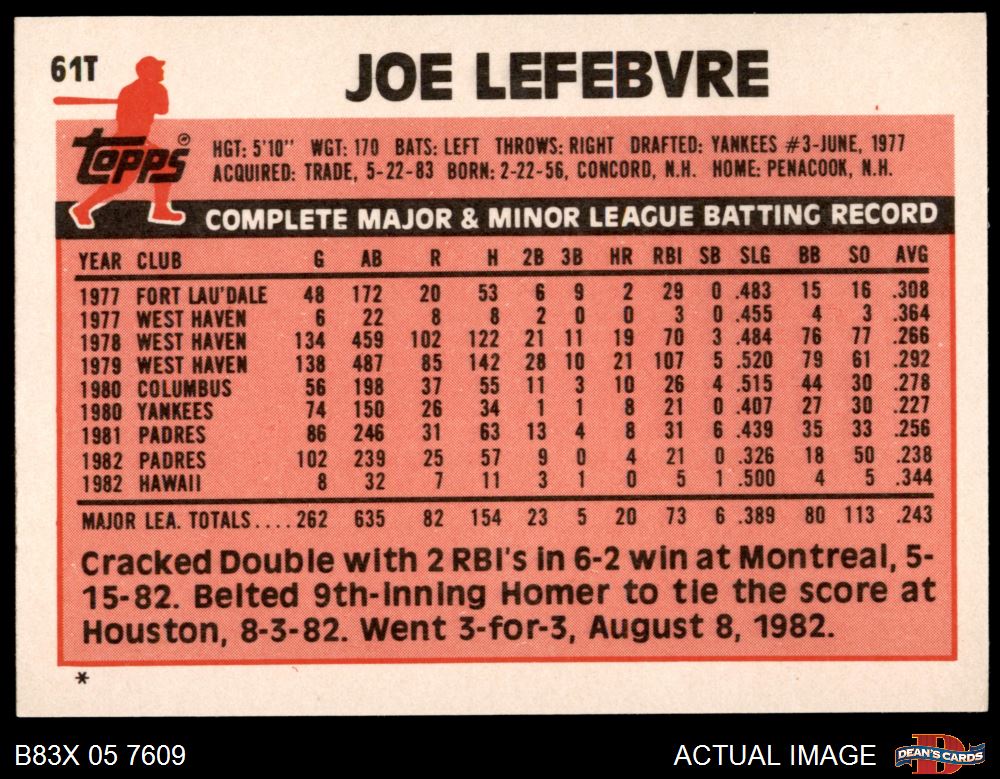 61T
JOE LEFEBVRE
topps®
HGT: 5'10" WGT: 170 BATS: LEFT THROWS: RIGHT DRAFTED: YANKEES #3-JUNE, 1977
ACQUIRED: TRADE, 5-22-83 BORN: 2-22-56, CONCORD, N.H. HOME: PENACOOK, N.H.
COMPLETE MAJOR & MINOR LEAGUE BATTING RECORD
YEAR CLUB G AB R H 2B 3B HR RBI SB SLG BB SO AVG
1977 FORT LAU'DALE 48 172 20 53 6 9 2 29 0 .483 15 16 .308
1977 WEST HAVEN 6 22 8 8 2 0 0 3 0 .455 4 3 .364
1978 WEST HAVEN 134 459 102 122 21 11 19 70 3 .484 76 77 .266
1979 WEST HAVEN 138 487 85 142 28 10 21 107 5 .520 79 61 .292
1980 COLUMBUS 56 198 37 55 11 3 10 26 4 .515 44 30 .278
1980 YANKEES 74 150 26 34 1 1 8 21 0 .407 27 30 .227
1981 PADRES 86 246 31 63 13 4 8 31 6 .439 35 33 .256
1982 PADRES 102 239 25 57 9 0 4 21 0 .326 18 50 .238
1982 HAWAII 8 32 7 11 3 1 0 5 1 .500 4 5 .344
MAJOR LEA. TOTALS....262 635 82 154 23 5 20 73 6 .389 80 113 .243
Cracked Double with 2 RBI's in 6-2 win at Montreal, 5-
15-82. Belted 9th-inning Homer to tie the score at
Houston, 8-3-82. Went 3-for-3, August 8, 1982.
*
B83X 05 7609
ACTUAL IMAGE
DEAN'S CARDS